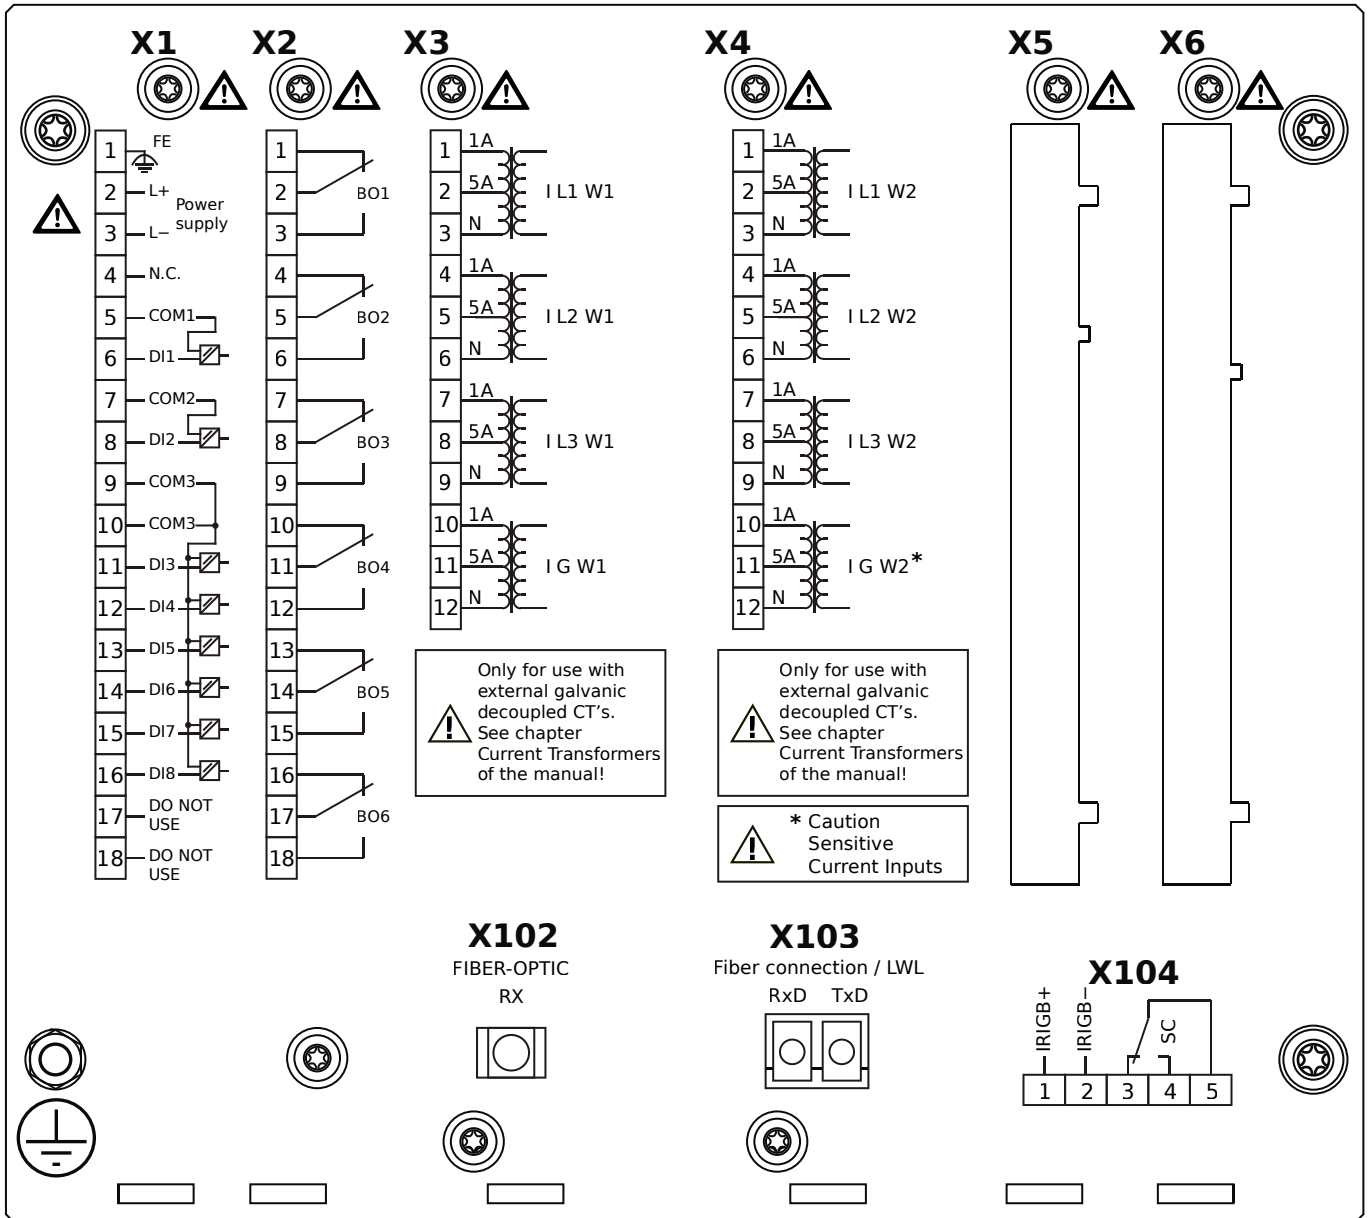 X1 X2 X3 X4 X5 X6
1 FE
2 L+
Power
supply
3 L−
4 N.C.
5 COM1
6 DI1
7 COM2
8 DI2
9 COM3
10 COM3
11 DI3
12 DI4
13 DI5
14 DI6
15 DI7
16 DI8
17 DO NOT
USE
18 DO NOT
USE
1
2 BO1
3
4
5 BO2
6
7
8 BO3
9
10
11 BO4
12
13
14 BO5
15
16
17 BO6
18
1 1A
2 5A I L1 W1
3 N
4 1A
5 5A I L2 W1
6 N
7 1A
8 5A I L3 W1
9 N
10 1A
11 5A I G W1
12 N
Only for use with
external galvanic
decoupled CT's.
See chapter
Current Transformers
of the manual!
1 1A
2 5A I L1 W2
3 N
4 1A
5 5A I L2 W2
6 N
7 1A
8 5A I L3 W2
9 N
10 1A
11 5A I G W2*
12 N
Only for use with
external galvanic
decoupled CT's.
See chapter
Current Transformers
of the manual!
* Caution
Sensitive
Current Inputs
X102
FIBER-OPTIC
RX
X103
Fiber connection / LWL
RxD TxD
X104
IRIGB+
IRIGB−
SC
1 2 3 4 5